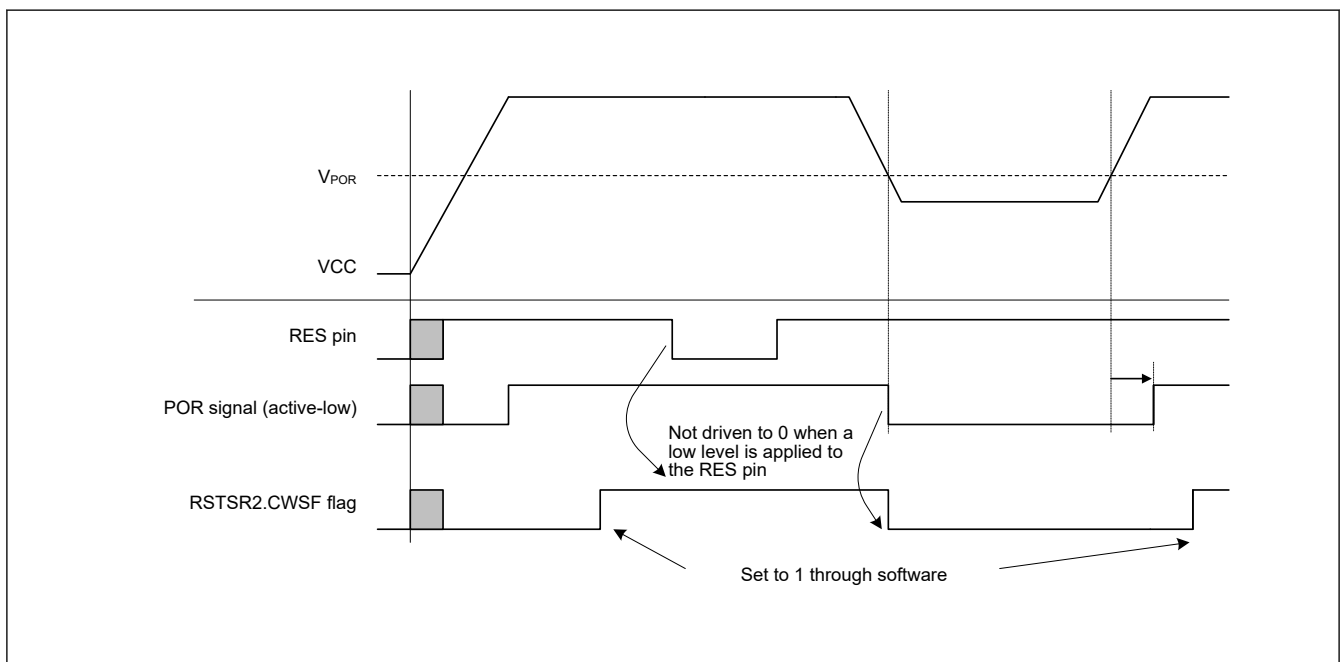 VPOR
VCC
RES pin
POR signal (active-low)
Not driven to 0 when a
low level is applied to
the RES pin
RSTSR2.CWSF flag
Set to 1 through software